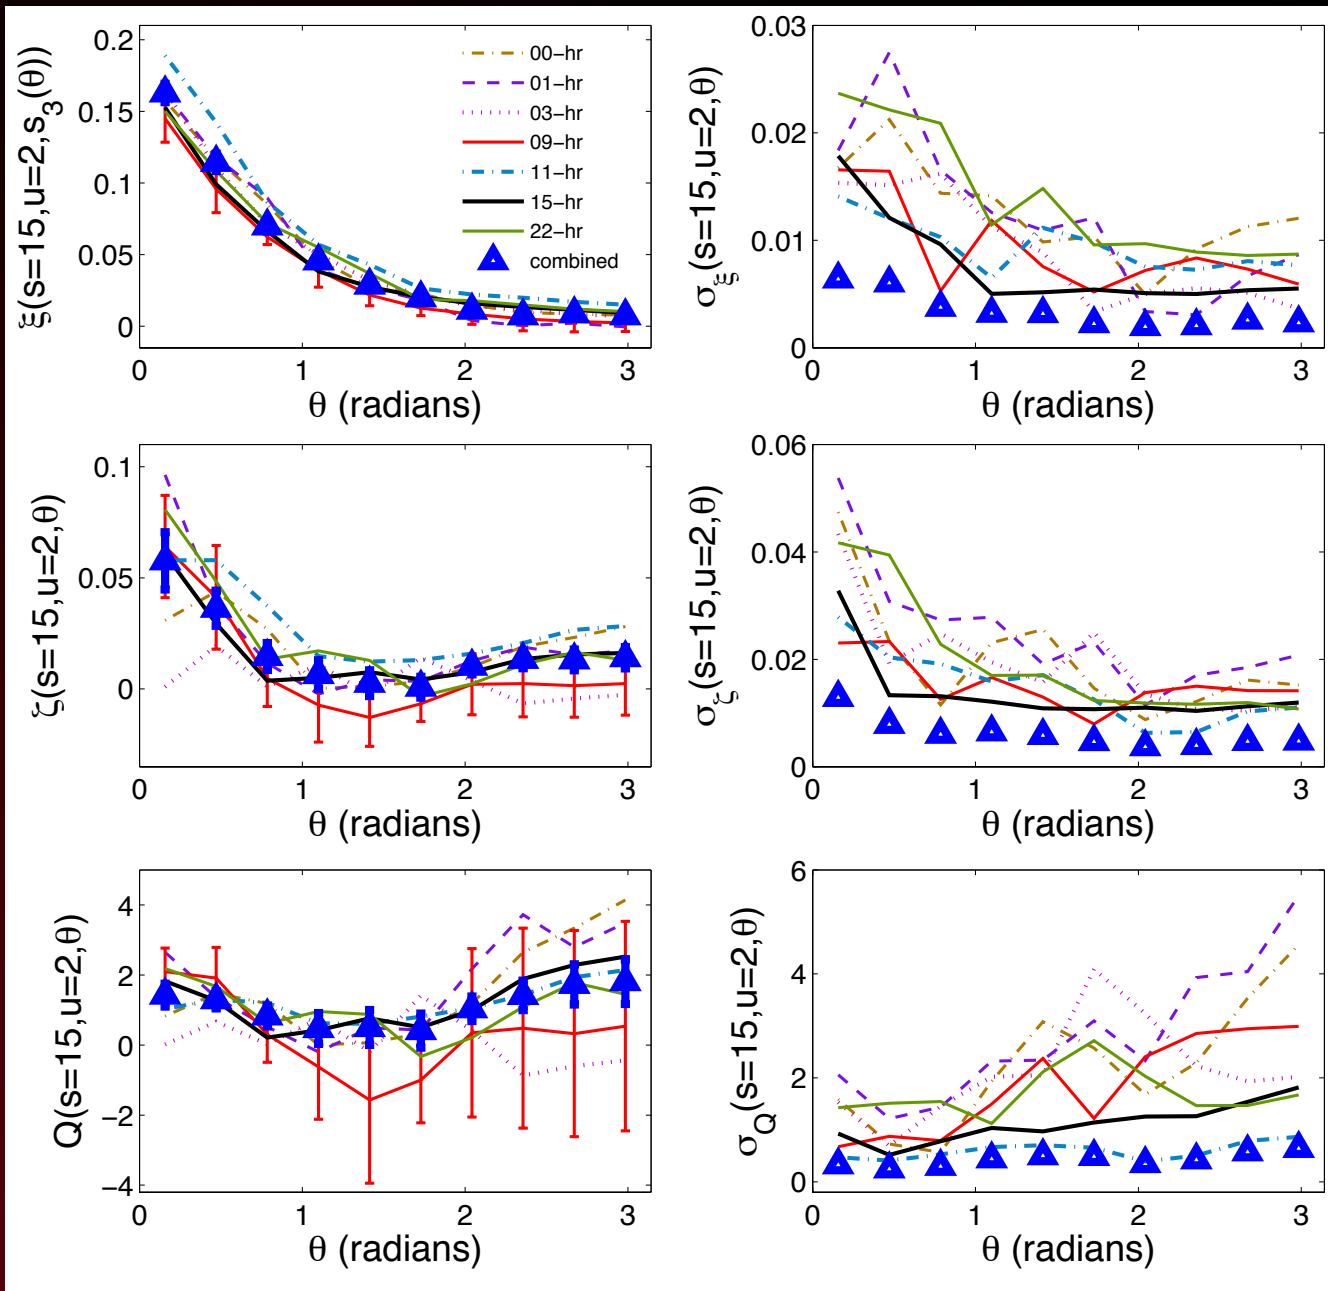 ξ(s=15,u=2,s₃(θ))
0.2
0.15
0.1
0.05
0
0 1 2 3
θ (radians)
00-hr
01-hr
03-hr
09-hr
11-hr
15-hr
22-hr
combined
σ_ξ(s=15,u=2,θ)
0.03
0.02
0.01
0
0 1 2 3
θ (radians)
ζ(s=15,u=2,θ)
0.1
0.05
0
0 1 2 3
θ (radians)
σ_ζ(s=15,u=2,θ)
0.06
0.04
0.02
0
0 1 2 3
θ (radians)
Q(s=15,u=2,θ)
4
2
0
−2
−4
0 1 2 3
θ (radians)
σ_Q(s=15,u=2,θ)
6
4
2
0
0 1 2 3
θ (radians)